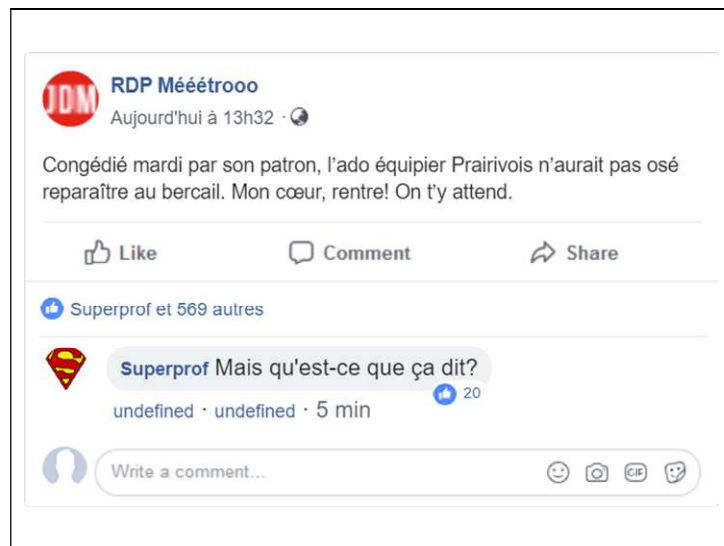 JDM
RDP Mééétrooo
Aujourd'hui à 13h32 ·
Congédié mardi par son patron, l'ado équipier Prairivois n'aurait pas osé
reparaître au bercail. Mon cœur, rentre! On t'y attend.
Like Comment Share
Superprof et 569 autres
Superprof Mais qu'est-ce que ça dit?
20
undefined · undefined · 5 min
Write a comment...
GIF